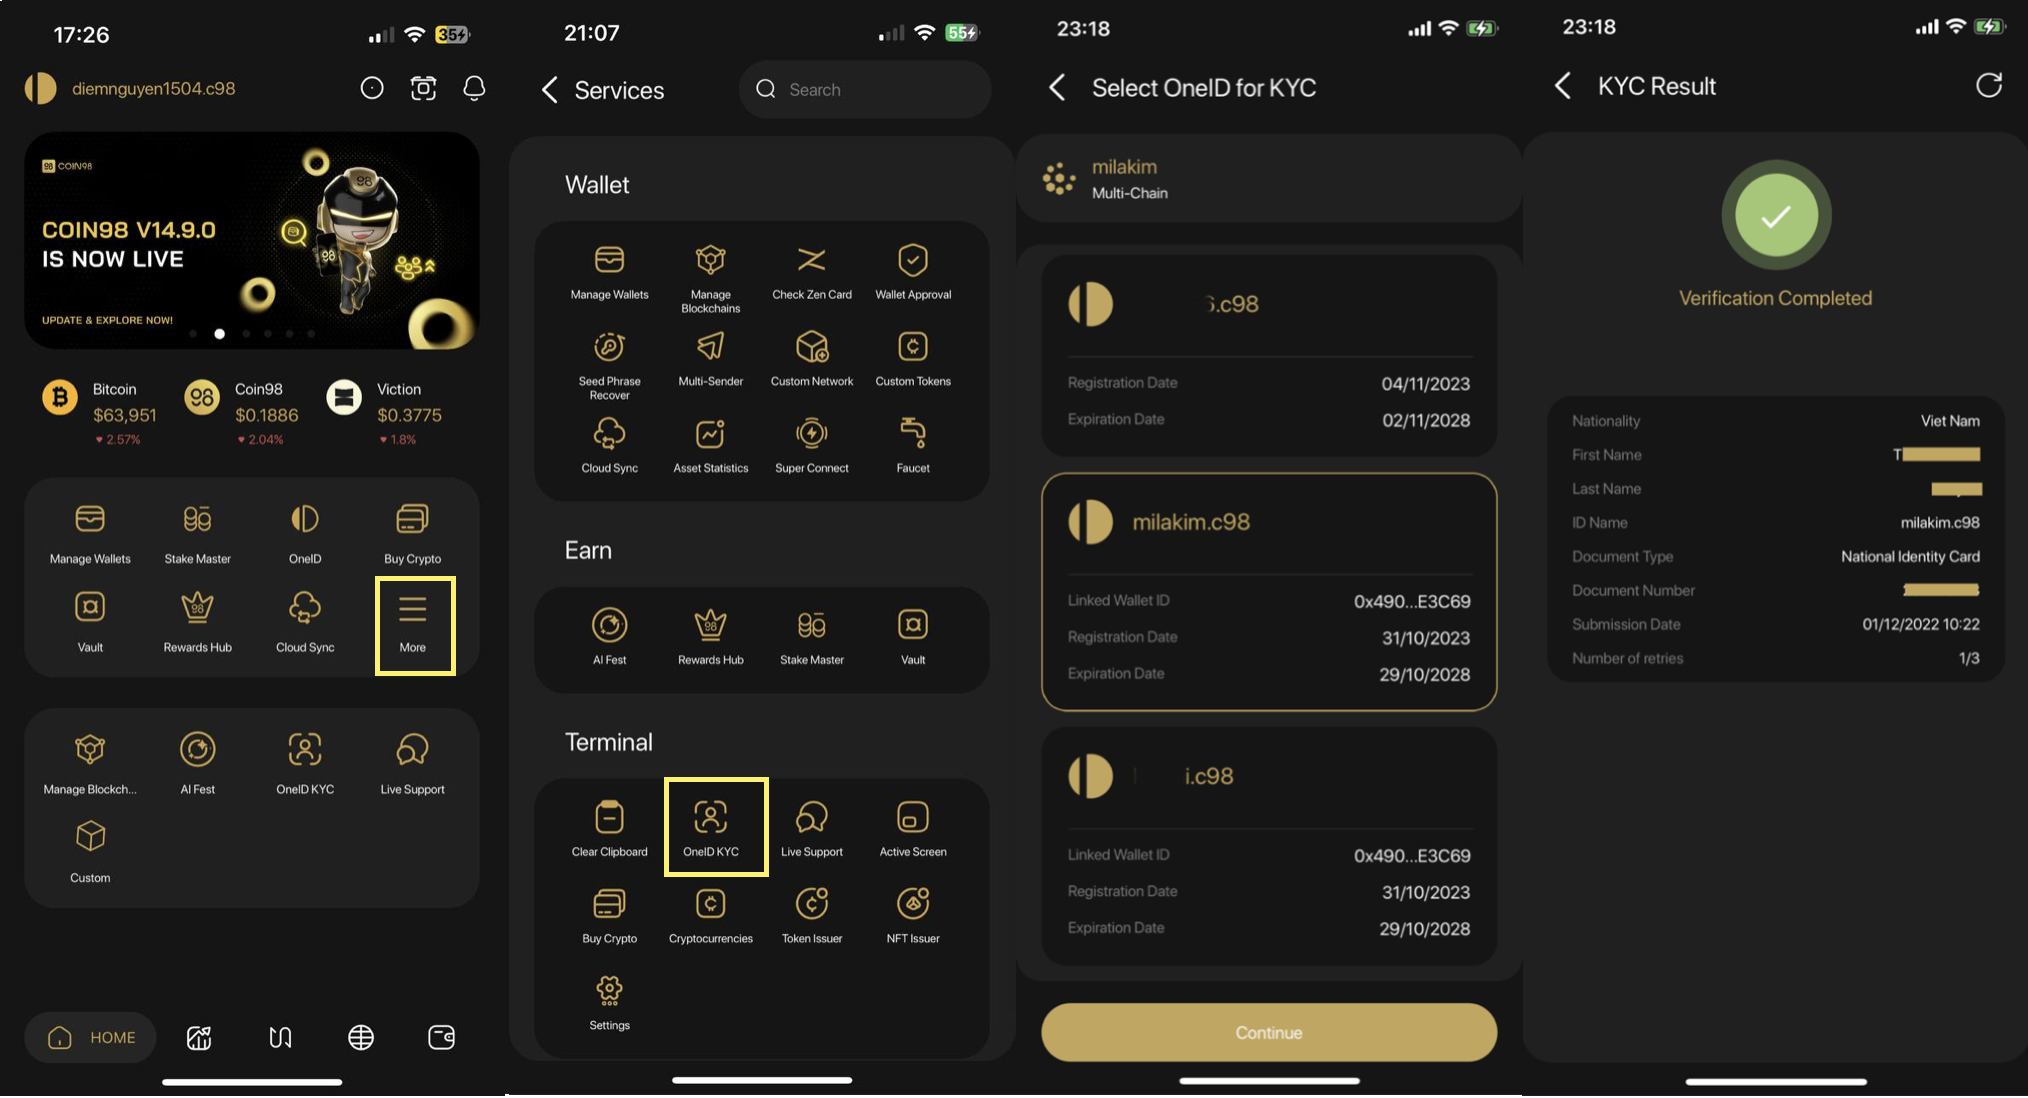 17:26
35
diemnguyen1504.c98
98 COIN98
98
COIN98 V14.9.0
IS NOW LIVE
98
UPDATE & EXPLORE NOW!
Bitcoin
$63,951
2.57%
98
Coin98
$0.1886
2.04%
Viction
$0.3775
1.8%
Manage Wallets
Stake Master
OneID
Buy Crypto
Vault
98
Rewards Hub
Cloud Sync
More
Manage Blockch...
AI Fest
OneID KYC
Live Support
Custom
HOME
21:07
55
Services
Search
Wallet
Manage Wallets
Manage
Blockchains
Check Zen Card
Wallet Approval
Seed Phrase
Recover
Multi-Sender
Custom Network
Custom Tokens
Cloud Sync
Asset Statistics
Super Connect
Faucet
Earn
AI Fest
98
Rewards Hub
Stake Master
Vault
Terminal
Clear Clipboard
OneID KYC
Live Support
Active Screen
Buy Crypto
Cryptocurrencies
Token Issuer
NFT Issuer
Settings
23:18
Select OneID for KYC
milakim
Multi-Chain
.c98
Registration Date
04/11/2023
Expiration Date
02/11/2028
milakim.c98
Linked Wallet ID
0x490...E3C69
Registration Date
31/10/2023
Expiration Date
29/10/2028
i.c98
Linked Wallet ID
0x490...E3C69
Registration Date
31/10/2023
Expiration Date
29/10/2028
Continue
23:18
KYC Result
Verification Completed
Nationality
Viet Nam
First Name
T
Last Name
ID Name
milakim.c98
Document Type
National Identity Card
Document Number
Submission Date
01/12/2022 10:22
Number of retries
1/3